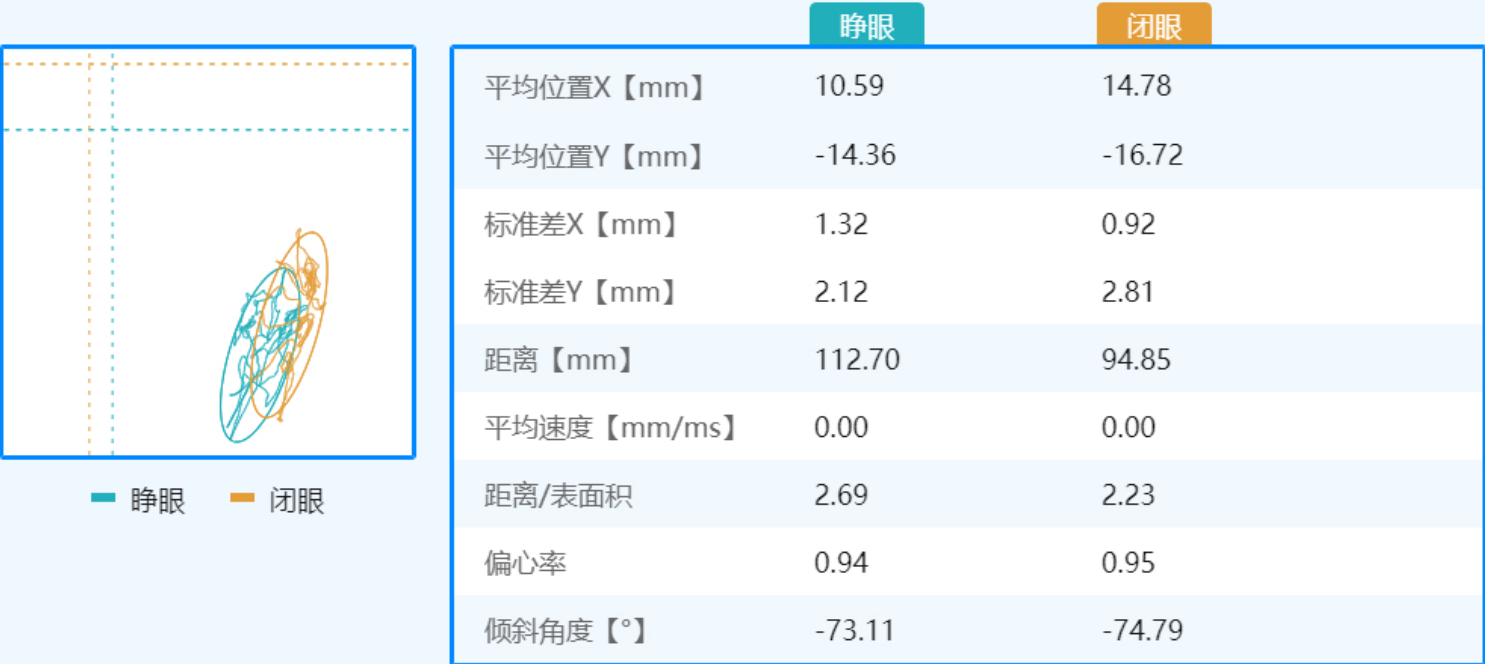 睁眼 闭眼
平均位置X【mm】 10.59 14.78
平均位置Y【mm】 -14.36 -16.72
标准差X【mm】 1.32 0.92
标准差Y【mm】 2.12 2.81
距离【mm】 112.70 94.85
平均速度【mm/ms】 0.00 0.00
距离/表面积 2.69 2.23
偏心率 0.94 0.95
倾斜角度【°】 -73.11 -74.79
睁眼 闭眼